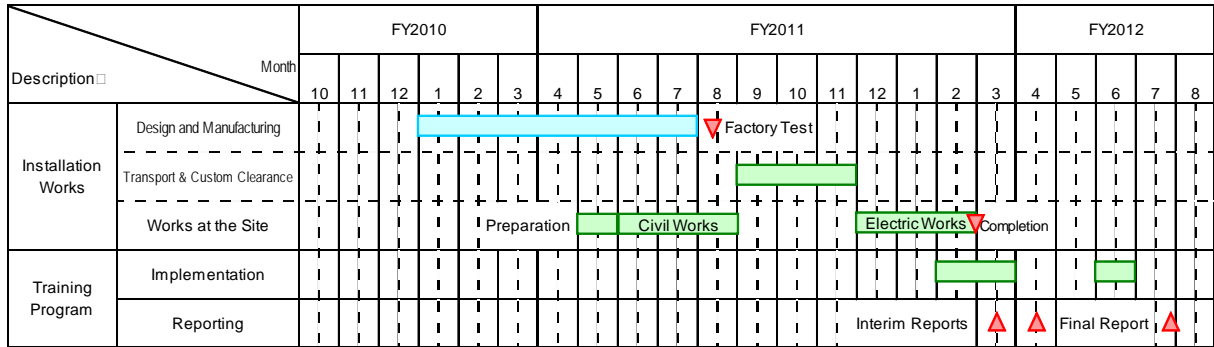 FY2010 FY2011 FY2012
Month
Description□
10 11 12 1 2 3 4 5 6 7 8 9 10 11 12 1 2 3 4 5 6 7 8
Design and Manufacturing Factory Test
Installation
Works
Transport & Custom Clearance
Works at the Site Preparation Civil Works Electric Works Completion
Training
Program
Implementation
Reporting Interim Reports Final Report